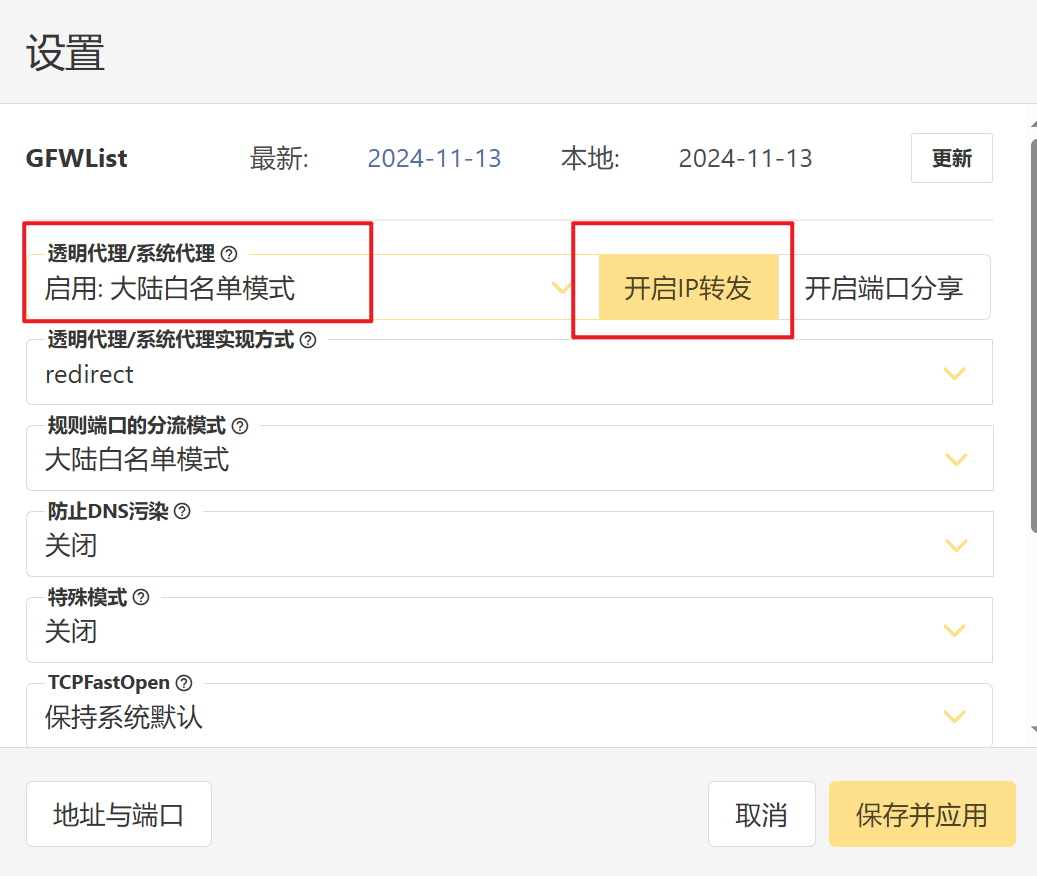 设置
GFWList 最新: 2024-11-13 本地: 2024-11-13 更新
透明代理/系统代理
启用: 大陆白名单模式 开启IP转发 开启端口分享
透明代理/系统代理实现方式
redirect
规则端口的分流模式
大陆白名单模式
防止DNS污染
关闭
特殊模式
关闭
TCPFastOpen
保持系统默认
地址与端口 取消 保存并应用